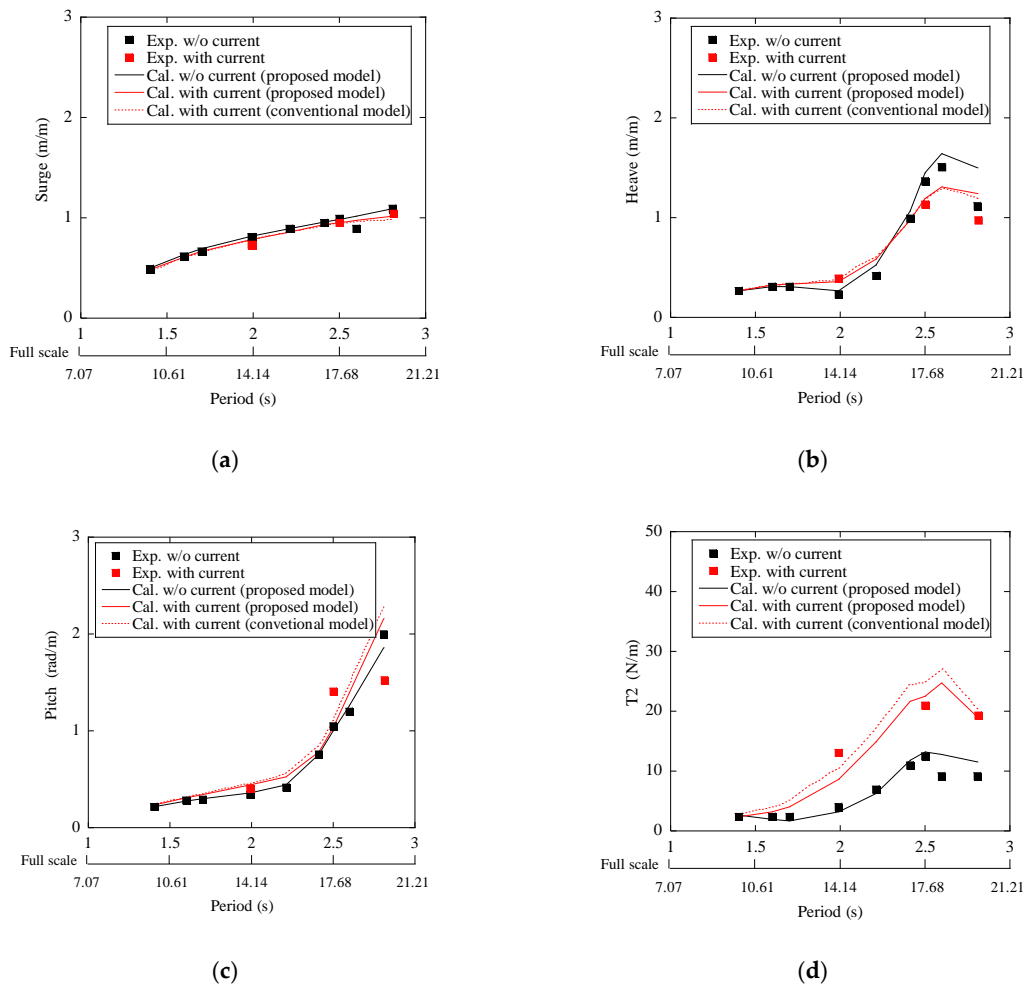 3
Exp. w/o current
Exp. with current
Cal. w/o current (proposed model)
Cal. with current (proposed model)
Cal. with current (conventional model)
2
Surge (m/m)
1
0
1 1.5 2 2.5 3
Full scale
7.07 10.61 14.14 17.68 21.21
Period (s)
(a)
3
Exp. w/o current
Exp. with current
Cal. w/o current (proposed model)
Cal. with current (proposed model)
Cal. with current (conventional model)
2
Heave (m/m)
1
0
1 1.5 2 2.5 3
Full scale
7.07 10.61 14.14 17.68 21.21
Period (s)
(b)
3
Exp. w/o current
Exp. with current
Cal. w/o current (proposed model)
Cal. with current (proposed model)
Cal. with current (convetional model)
2
Pitch (rad/m)
1
0
1 1.5 2 2.5 3
Full scale
7.07 10.61 14.14 17.68 21.21
Period (s)
(c)
50
Exp. w/o current
Exp. with current
Cal. w/o current (proposed model)
Cal. with current (proposed model)
Cal. with current (conventional model)
40
30
T2 (N/m)
20
10
0
1 1.5 2 2.5 3
Full scale
7.07 10.61 14.14 17.68 21.21
Period (s)
(d)